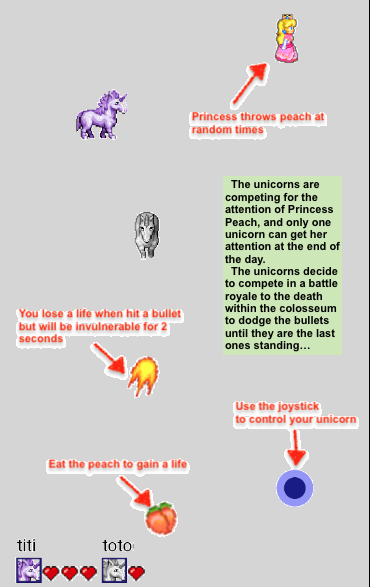 Princess throws peach at
random times
The unicorns are
competing for the
attention of Princess
Peach, and only one
unicorn can get her
attention at the end of
the day.
The unicorns decide
to compete in a battle
royale to the death
within the colosseum
to dodge the bullets
until they are the last
ones standing...
You lose a life when hit a bullet
but will be invulnerable for 2
seconds
Use the joystick
to control your unicorn
Eat the peach to gain a life
titi toto